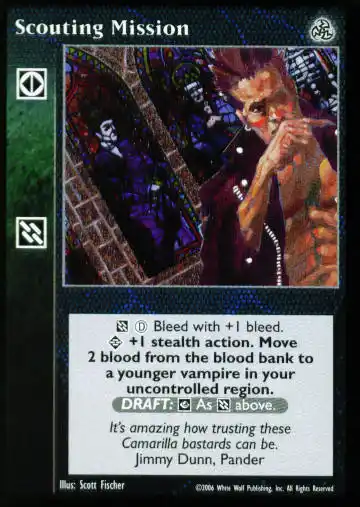 Scouting Mission
Ⓓ Bleed with +1 bleed.
+1 stealth action. Move
2 blood from the blood bank to
a younger vampire in your
uncontrolled region.
DRAFT: As above.
It's amazing how trusting these
Camarilla bastards can be.
Jimmy Dunn, Pander
Illus: Scott Fischer
©2006 White Wolf Publishing, Inc. All Rights Reserved